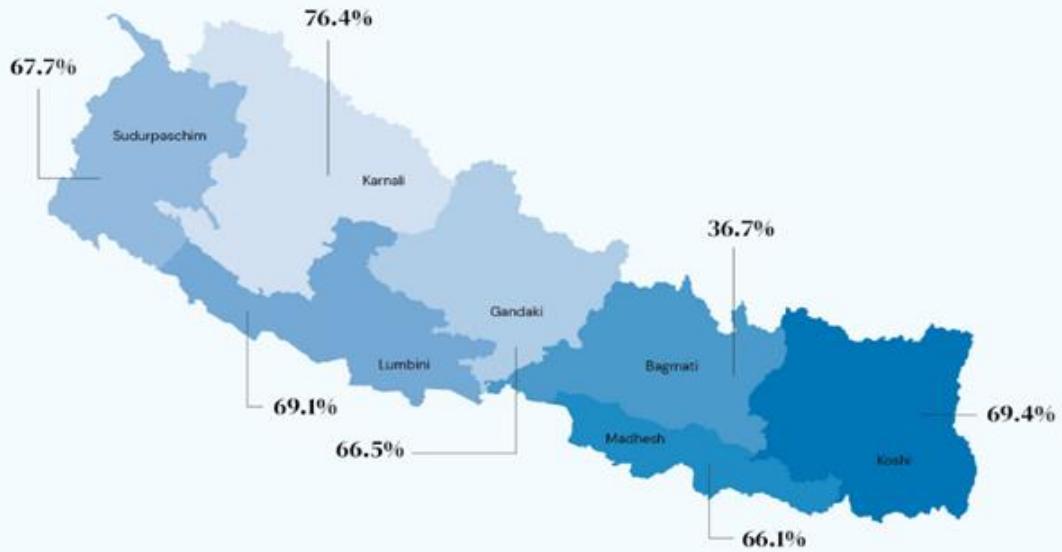 76.4%
67.7%
Sudurpaschim
Karnali
36.7%
Gandaki
Lumbini
Bagmati
69.1%
69.4%
66.5%
Madhesh
Koshi
66.1%